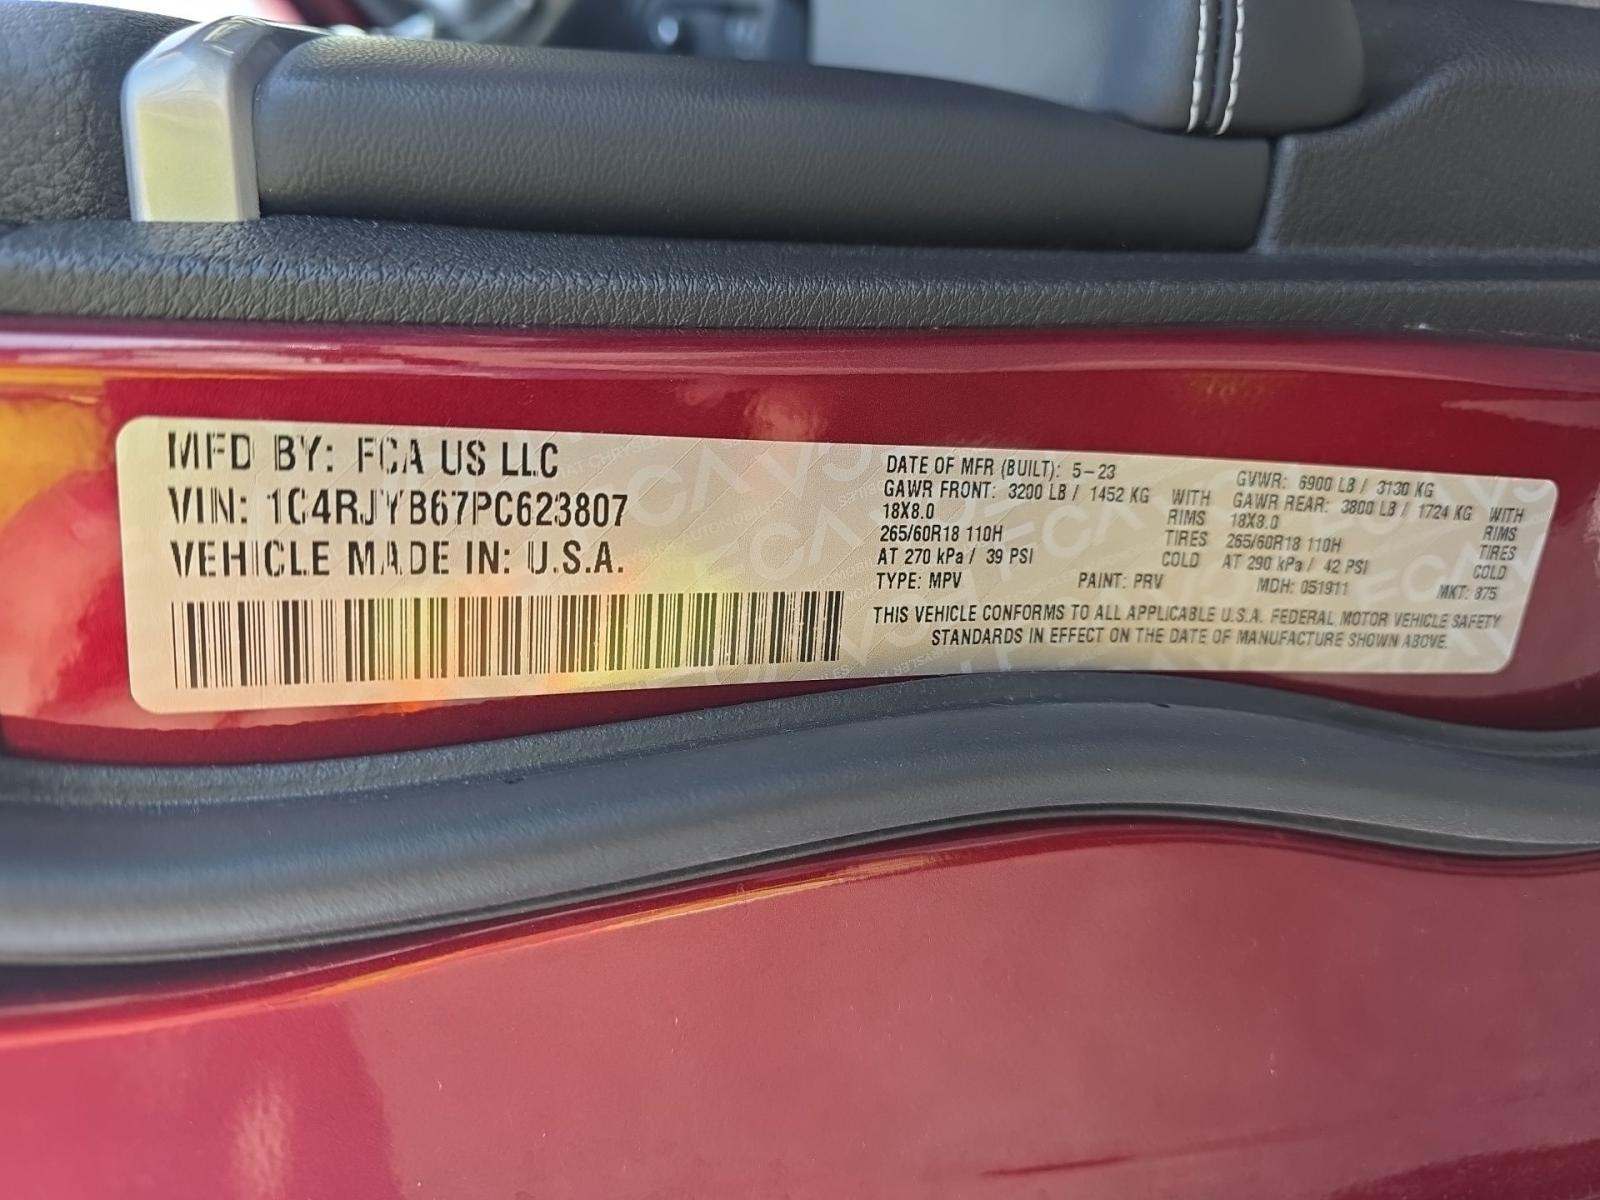 MFD BY: FCA US LLC
VIN: 1C4RJYB67PC623807
VEHICLE MADE IN: U.S.A.
DATE OF MFR (BUILT): 5-23
GAWR FRONT: 3200 LB / 1452 KG WITH
18X8.0 RIMS
265/60R18 110H TIRES
AT 270 kPa / 39 PSI COLD
TYPE: MPV PAINT: PRV
GVWR: 6900 LB / 3130 KG
GAWR REAR: 3800 LB / 1724 KG WITH
18X8.0 RIMS
265/60R18 110H TIRES
AT 290 kPa / 42 PSI COLD
MDH: 051911 MKT: 875
THIS VEHICLE CONFORMS TO ALL APPLICABLE U.S.A. FEDERAL MOTOR VEHICLE SAFETY
STANDARDS IN EFFECT ON THE DATE OF MANUFACTURE SHOWN ABOVE.